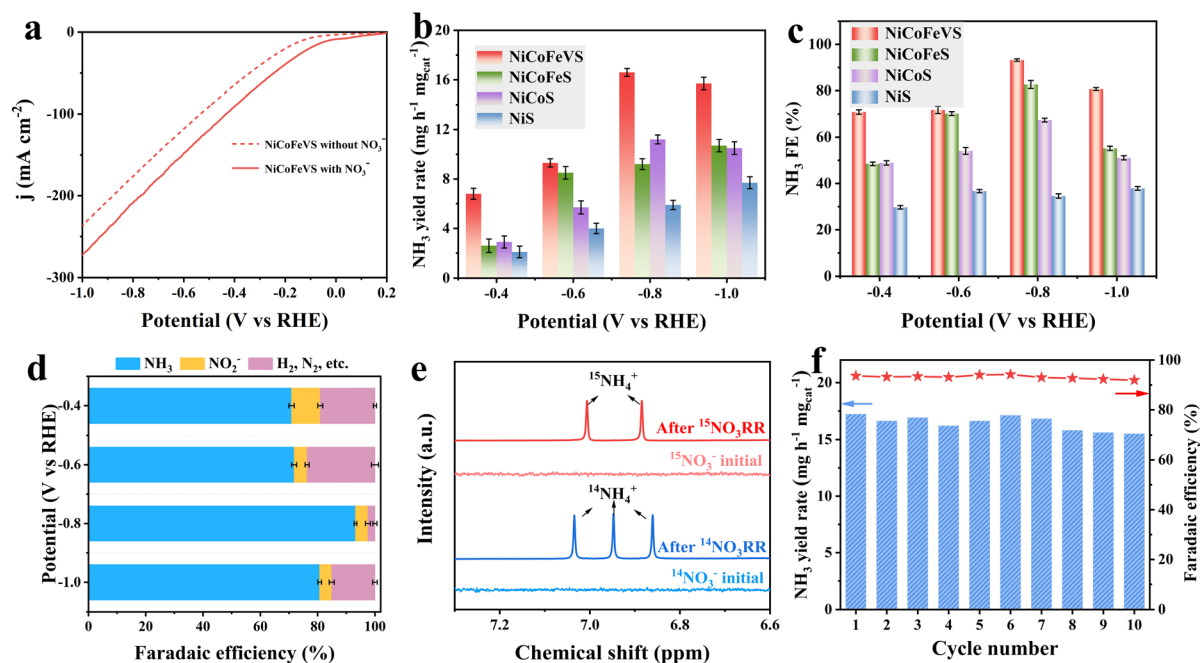 a
j (mA cm⁻²)
0
-100
-200
-300
NiCoFeVS without NO₃⁻
NiCoFeVS with NO₃⁻
-1.0 -0.8 -0.6 -0.4 -0.2 0.0 0.2
Potential (V vs RHE)
b
NH₃ yield rate (mg h⁻¹ mg_cat⁻¹)
20
16
12
8
4
0
NiCoFeVS
NiCoFeS
NiCoS
NiS
-0.4 -0.6 -0.8 -1.0
Potential (V vs RHE)
c
NH₃ FE (%)
100
80
60
40
20
0
NiCoFeVS
NiCoFeS
NiCoS
NiS
-0.4 -0.6 -0.8 -1.0
Potential (V vs RHE)
d
NH₃ NO₂⁻ H₂, N₂, etc.
Potential (V vs RHE)
-0.4
-0.6
-0.8
-1.0
0 20 40 60 80 100
Faradaic efficiency (%)
e
Intensity (a.u.)
¹⁵NH₄⁺
After ¹⁵NO₃RR
¹⁵NO₃⁻ initial
¹⁴NH₄⁺
After ¹⁴NO₃RR
¹⁴NO₃⁻ initial
7.2 7.0 6.8 6.6
Chemical shift (ppm)
f
NH₃ yield rate (mg h⁻¹ mg_cat⁻¹)
20
15
10
5
0
100
80
60
40
20
0
Faradaic efficiency (%)
1 2 3 4 5 6 7 8 9 10
Cycle number